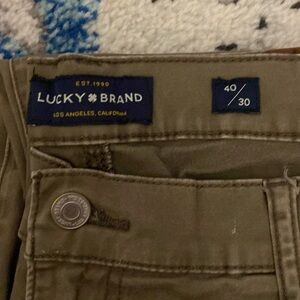 EST. 1990
LUCKY BRAND
LOS ANGELES, CALIFORNIA
40
/
30